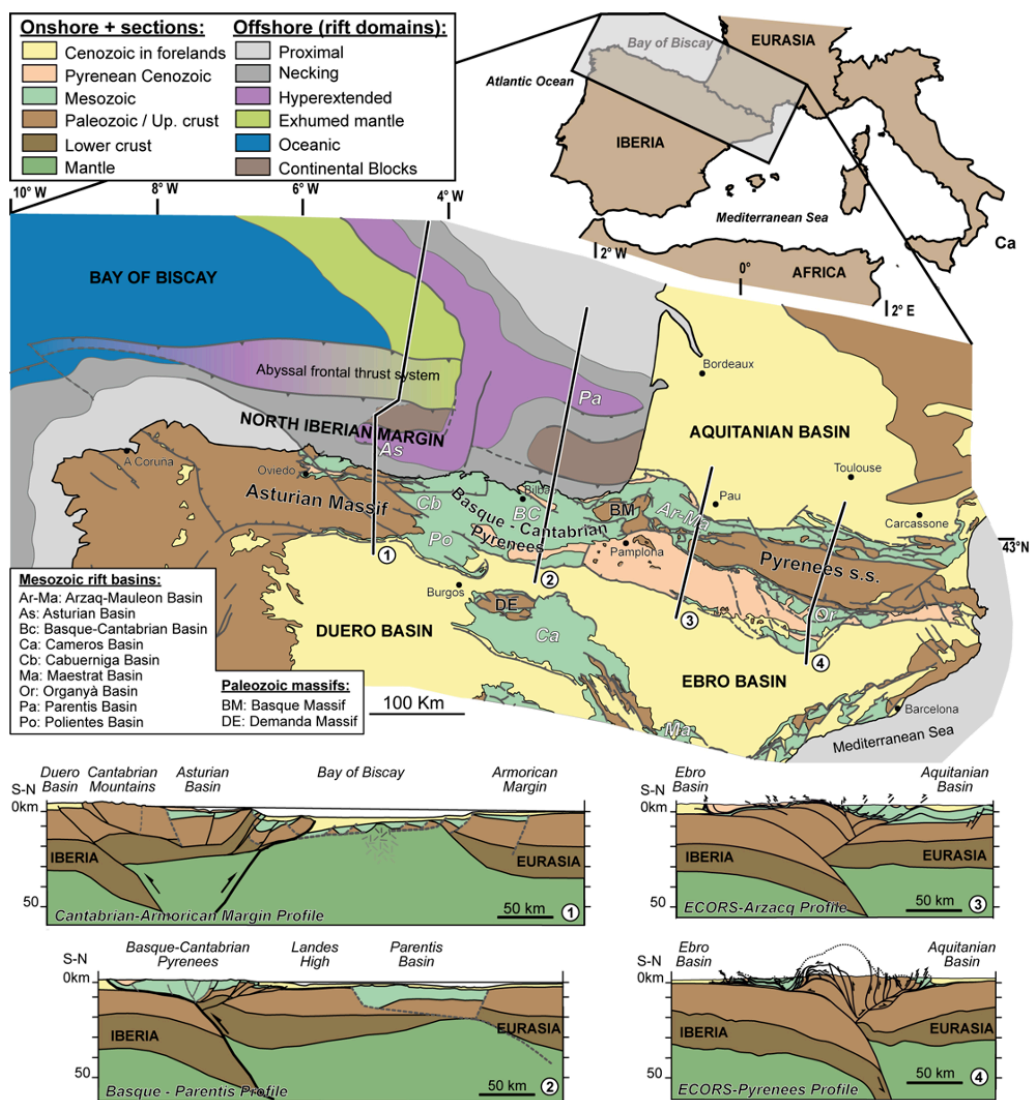 Onshore + sections:
Cenozoic in forelands
Pyrenean Cenozoic
Mesozoic
Paleozoic / Up. crust
Lower crust
Mantle
Offshore (rift domains):
Proximal
Necking
Hyperextended
Exhumed mantle
Oceanic
Continental Blocks
Bay of Biscay
EURASIA
Atlantic Ocean
IBERIA
Mediterranean Sea
AFRICA
Ca
10° W
8° W
6° W
4° W
2° W
0°
2° E
43°N
BAY OF BISCAY
Abyssal frontal thrust system
NORTH IBERIAN MARGIN
As
Pa
Bordeaux
AQUITANIAN BASIN
Toulouse
A Coruna
Oviedo
Asturian Massif
Cb
Bilba
BC
Basque - Cantabrian
Pyrenees
BM
Ar-Ma
Pau
Carcassone
Po
Pamplona
Pyrenees s.s.
1
2
3
4
Burgos
DE
Or
DUERO BASIN
Ca
EBRO BASIN
Barcelona
Ma
Mediterranean Sea
Mesozoic rift basins:
Ar-Ma: Arzaq-Mauleon Basin
As: Asturian Basin
Bc: Basque-Cantabrian Basin
Ca: Cameros Basin
Cb: Cabuerniga Basin
Ma: Maestrat Basin
Or: Organyà Basin
Pa: Parentis Basin
Po: Polientes Basin
Paleozoic massifs:
BM: Basque Massif
DE: Demanda Massif
100 Km
Duero
Basin
Cantabrian
Mountains
Asturian
Basin
Bay of Biscay
Armorican
Margin
S-N
0km
50
IBERIA
EURASIA
Cantabrian-Armorican Margin Profile
50 km
1
Ebro
Basin
Aquitanian
Basin
S-N
0km
50
IBERIA
EURASIA
ECORS-Arzacq Profile
50 km
3
Basque-Cantabrian
Pyrenees
Landes
High
Parentis
Basin
S-N
0km
50
IBERIA
EURASIA
Basque - Parentis Profile
50 km
2
Ebro
Basin
Aquitanian
Basin
S-N
0km
50
IBERIA
EURASIA
ECORS-Pyrenees Profile
50 km
4